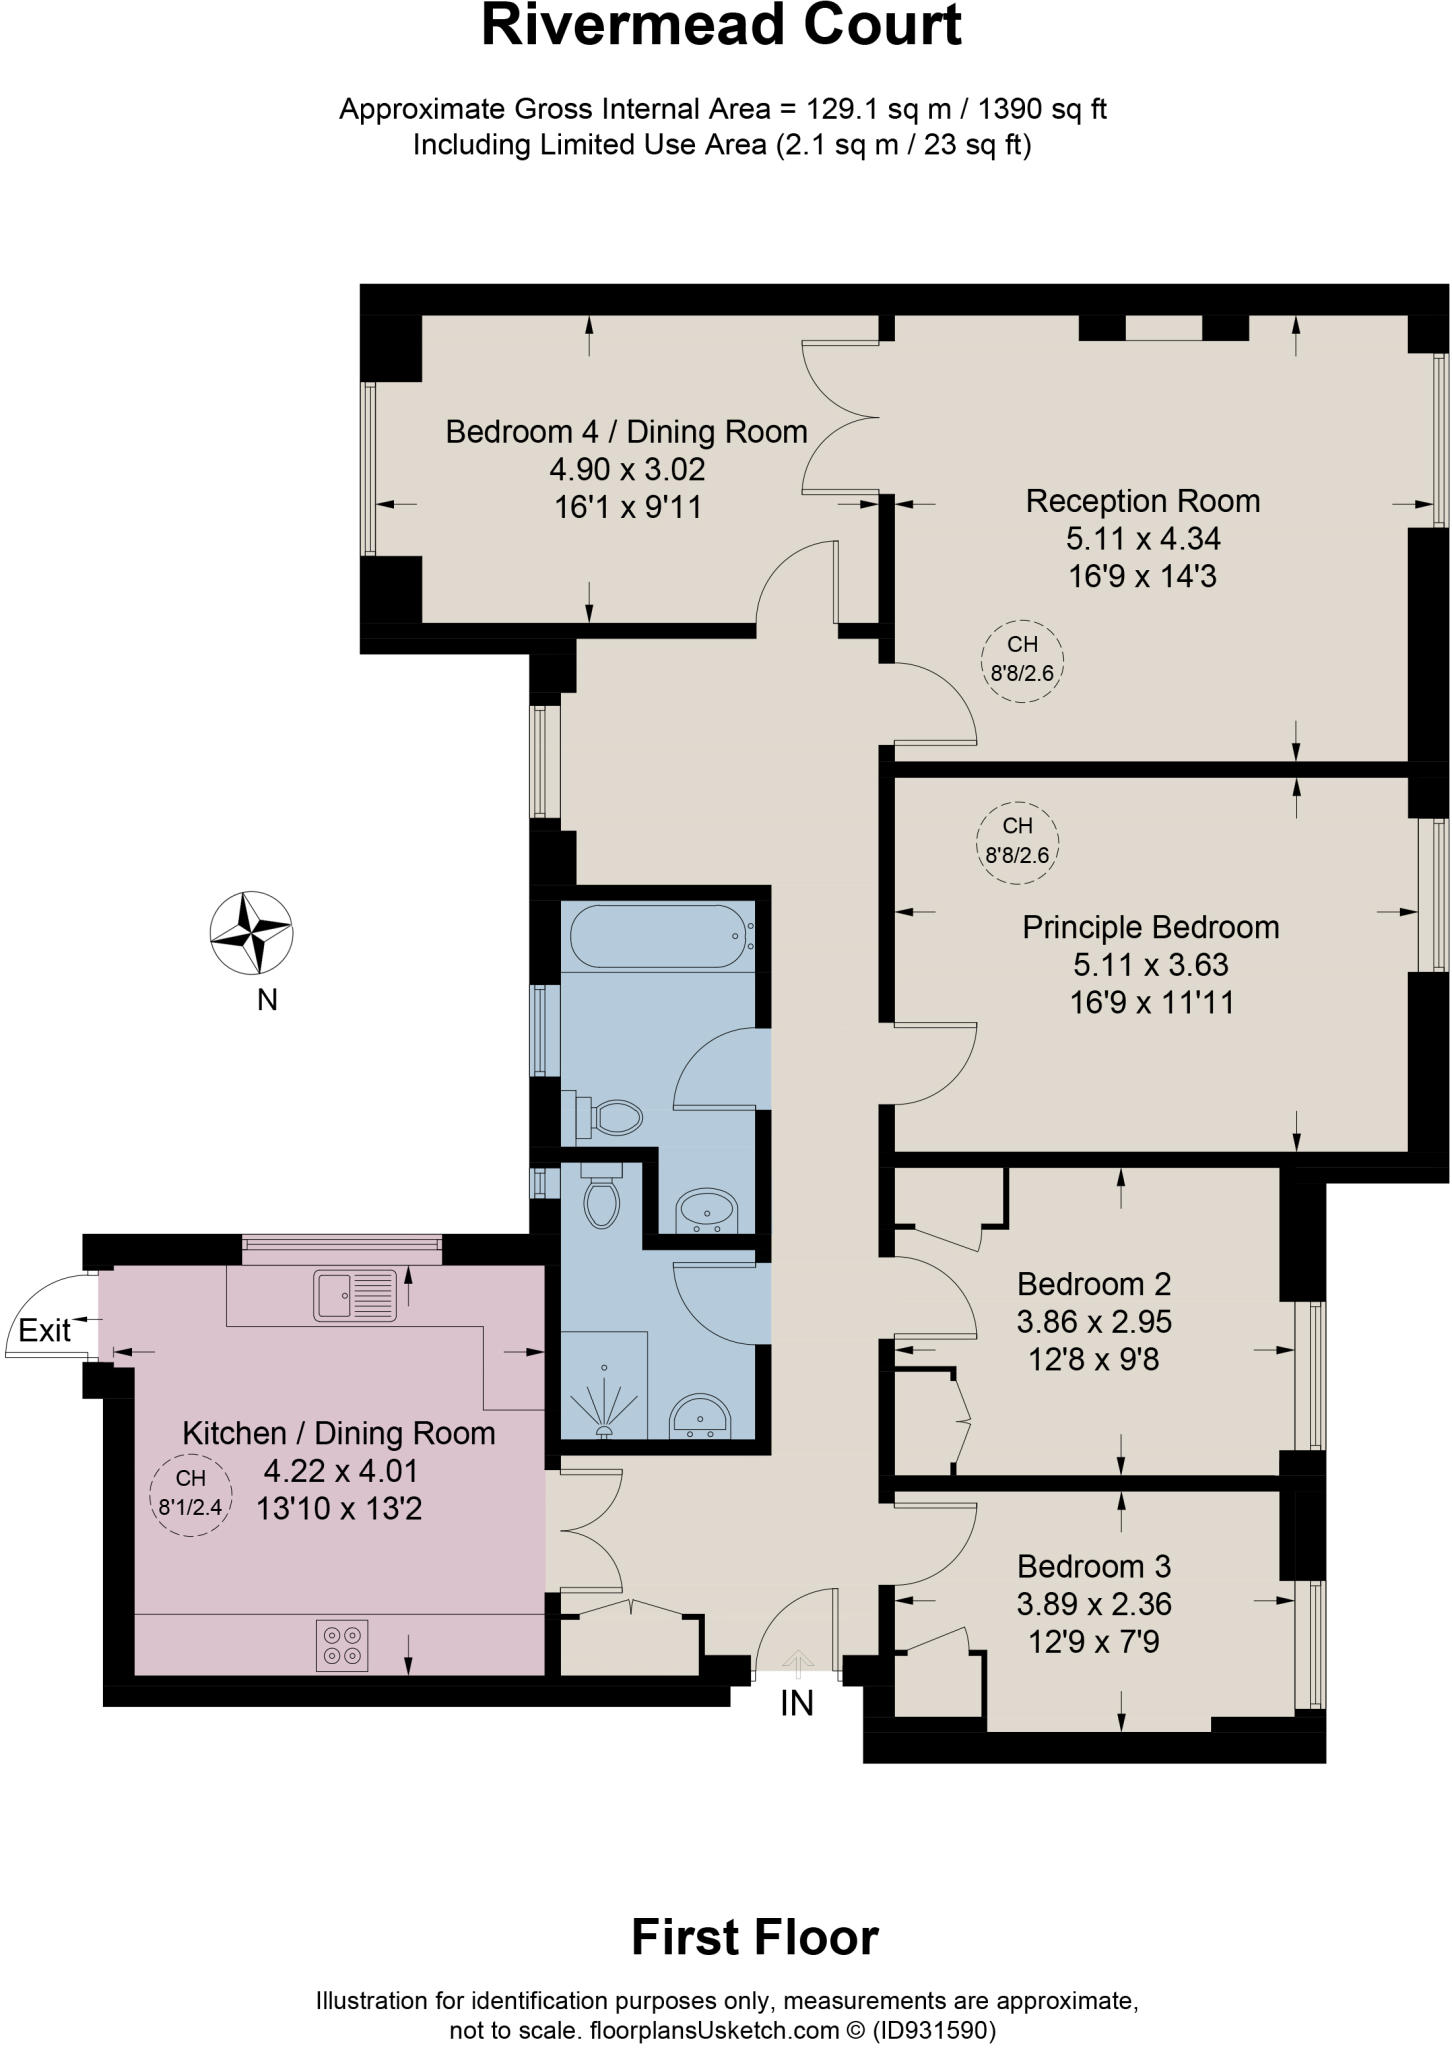 Rivermead Court
Approximate Gross Internal Area = 129.1 sq m / 1390 sq ft
Including Limited Use Area (2.1 sq m / 23 sq ft)
Bedroom 4 / Dining Room
4.90 x 3.02
16'1 x 9'11
Reception Room
5.11 x 4.34
16'9 x 14'3
CH
8'8/2.6
CH
8'8/2.6
Principle Bedroom
5.11 x 3.63
16'9 x 11'11
N
Bedroom 2
3.86 x 2.95
12'8 x 9'8
Exit
Kitchen / Dining Room
4.22 x 4.01
13'10 x 13'2
CH
8'1/2.4
Bedroom 3
3.89 x 2.36
12'9 x 7'9
IN
First Floor
Illustration for identification purposes only, measurements are approximate,
not to scale. floorplansUsketch.com © (ID931590)